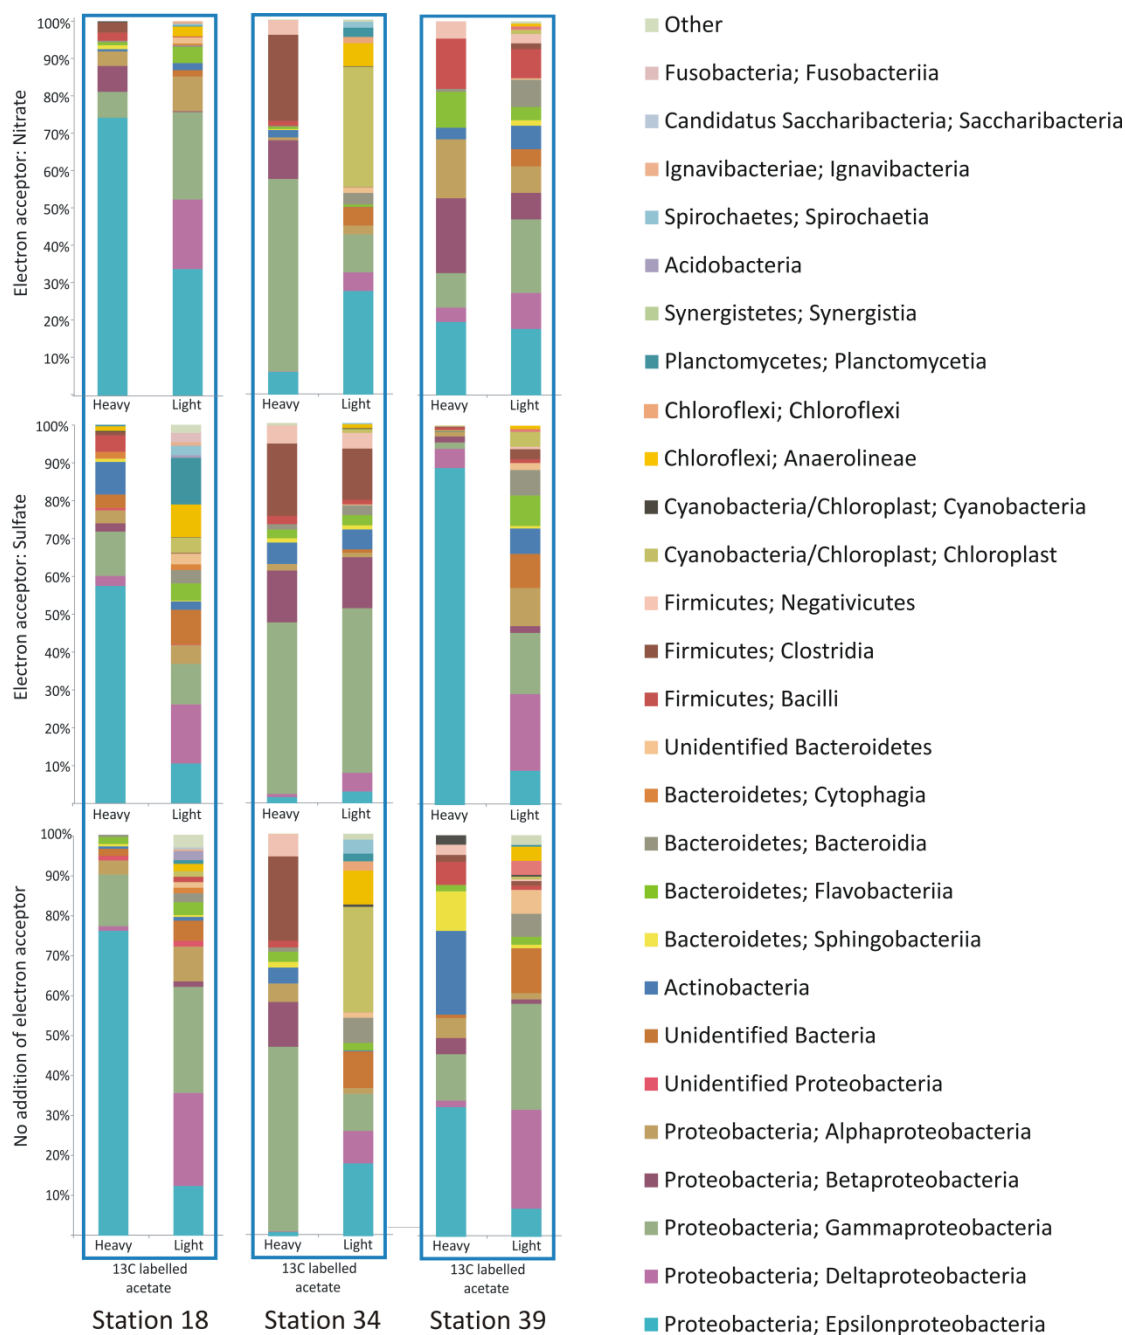 Electron acceptor: Nitrate
100%
90%
80%
70%
60%
50%
40%
30%
20%
10%
Heavy
Light
Heavy
Light
Heavy
Light
Electron acceptor: Sulfate
100%
90%
80%
70%
60%
50%
40%
30%
20%
10%
Heavy
Light
Heavy
Light
Heavy
Light
No addition of electron acceptor
100%
90%
80%
70%
60%
50%
40%
30%
20%
10%
Heavy
Light
Heavy
Light
Heavy
Light
13C labelled
acetate
13C labelled
acetate
13C labelled
acetate
Station 18
Station 34
Station 39
Other
Fusobacteria; Fusobacteriia
Candidatus Saccharibacteria; Saccharibacteria
Ignavibacteriae; Ignavibacteria
Spirochaetes; Spirochaetia
Acidobacteria
Synergistetes; Synergistia
Planctomycetes; Planctomycetia
Chloroflexi; Chloroflexi
Chloroflexi; Anaerolineae
Cyanobacteria/Chloroplast; Cyanobacteria
Cyanobacteria/Chloroplast; Chloroplast
Firmicutes; Negativicutes
Firmicutes; Clostridia
Firmicutes; Bacilli
Unidentified Bacteroidetes
Bacteroidetes; Cytophagia
Bacteroidetes; Bacteroidia
Bacteroidetes; Flavobacteriia
Bacteroidetes; Sphingobacteriia
Actinobacteria
Unidentified Bacteria
Unidentified Proteobacteria
Proteobacteria; Alphaproteobacteria
Proteobacteria; Betaproteobacteria
Proteobacteria; Gammaproteobacteria
Proteobacteria; Deltaproteobacteria
Proteobacteria; Epsilonproteobacteria